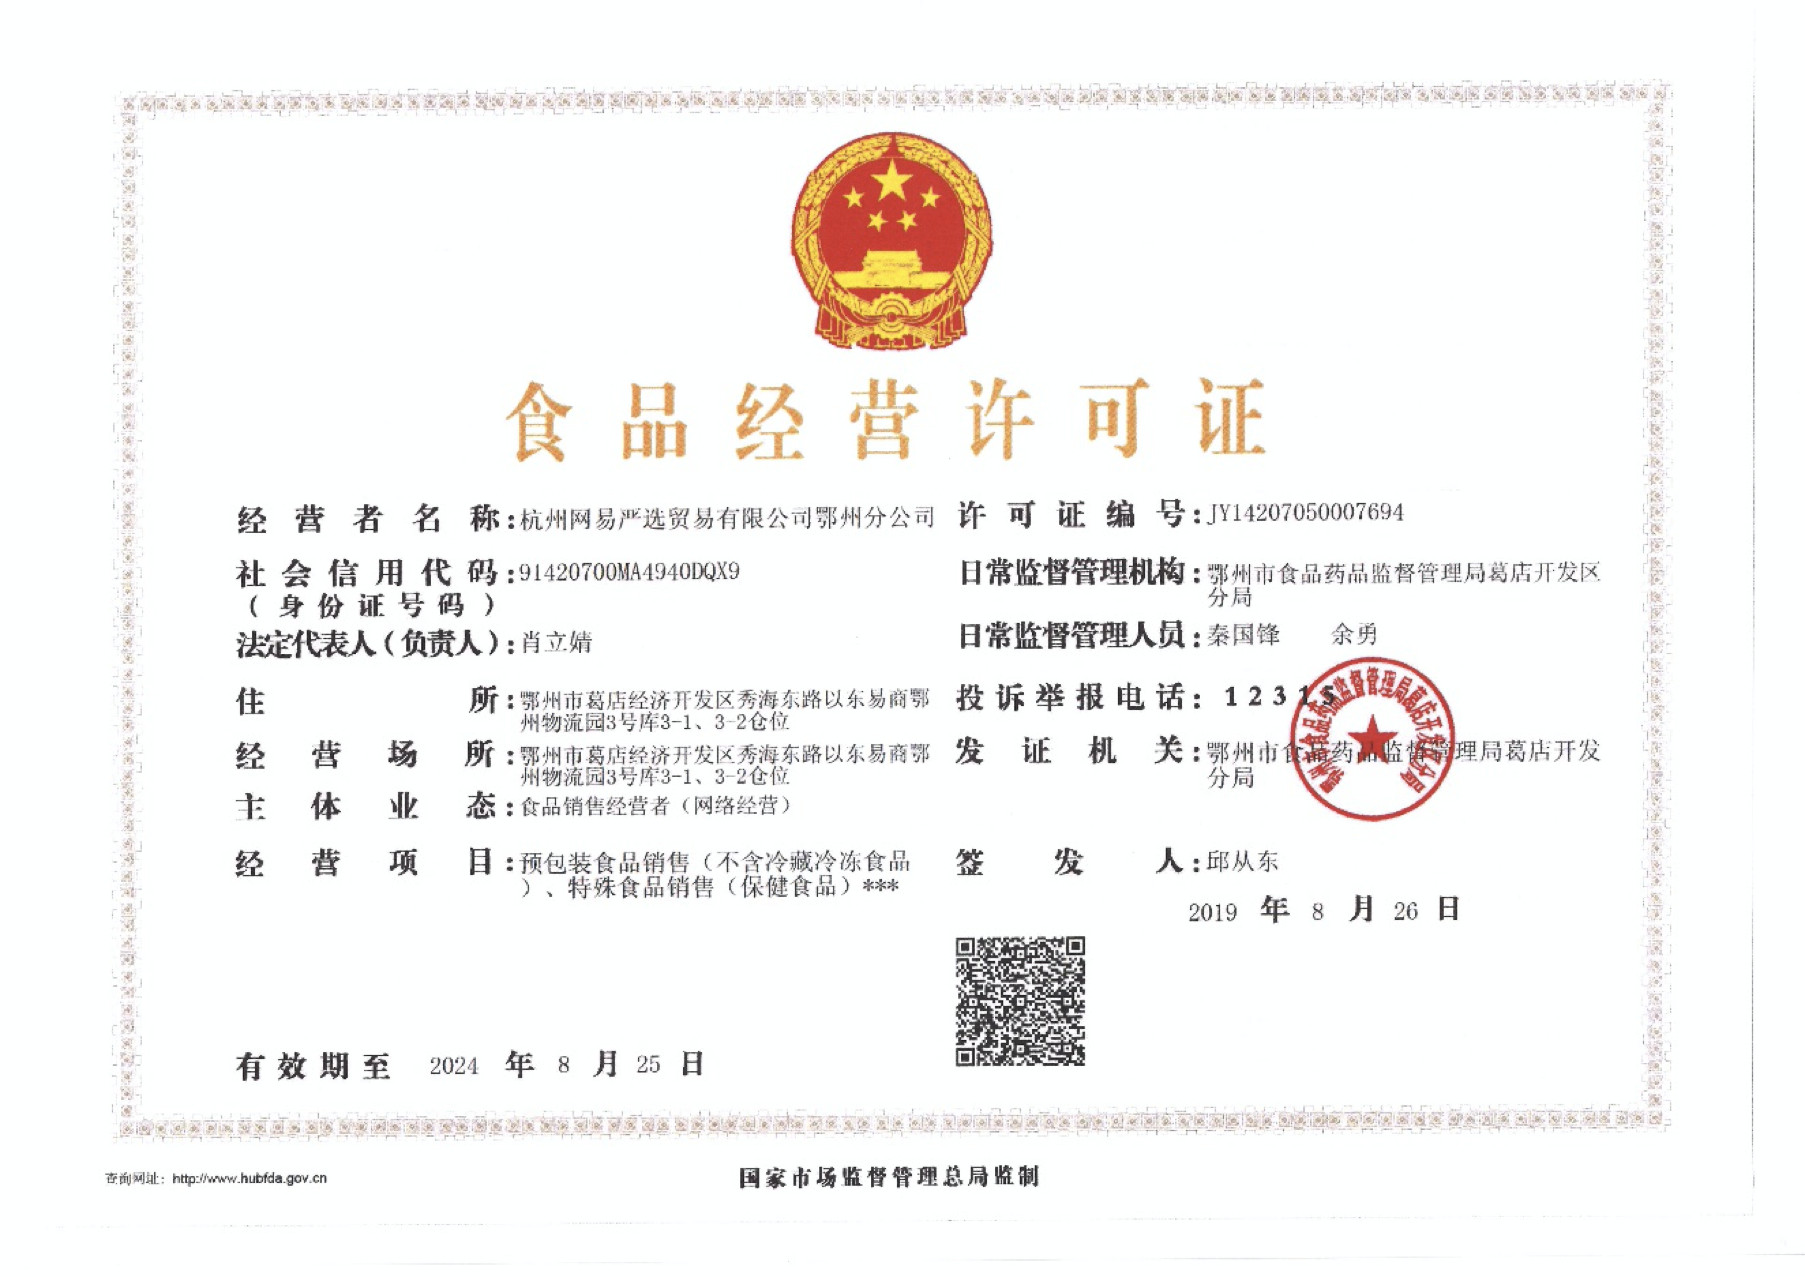 食品经营许可证
经营者名称:杭州网易严选贸易有限公司鄂州分公司
社会信用代码:91420700MA4940DQX9
(身份证号码)
法定代表人(负责人):肖立婧
住所:鄂州市葛店经济开发区秀海东路以东易商鄂
州物流园3号库3-1、3-2仓位
经营场所:鄂州市葛店经济开发区秀海东路以东易商鄂
州物流园3号库3-1、3-2仓位
主体业态:食品销售经营者（网络经营）
经营项目:预包装食品销售（不含冷藏冷冻食品
）、特殊食品销售（保健食品）***
许可证编号:JY14207050007694
日常监督管理机构:鄂州市食品药品监督管理局葛店开发区
分局
日常监督管理人员:秦国锋 余勇
投诉举报电话:12315
发证机关:鄂州市食品药品监督管理局葛店开发
分局
鄂州市食品药品监督管理局葛店开发区分局
签发人:邱从东
2019 年 8 月 26 日
有效期至 2024 年 8 月 25 日
查询网址: http://www.hubfda.gov.cn
国家市场监督管理总局监制